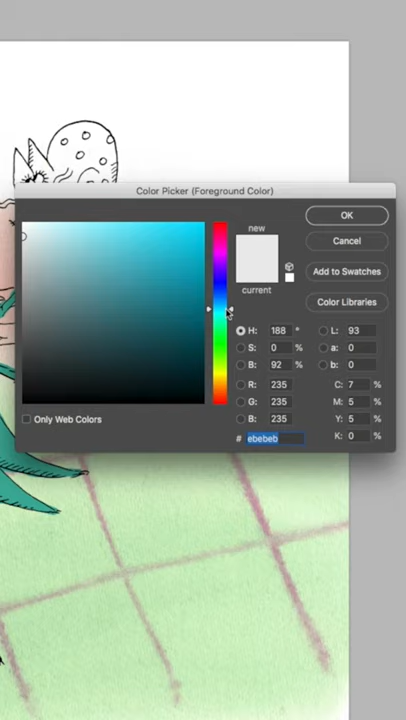 Color Picker (Foreground Color)
new
current
OK
Cancel
Add to Swatches
Color Libraries
H: 188 °
S: 0 %
B: 92 %
R: 235
G: 235
B: 235
# ebebeb
L: 93
a: 0
b: 0
C: 7 %
M: 5 %
Y: 5 %
K: 0 %
Only Web Colors